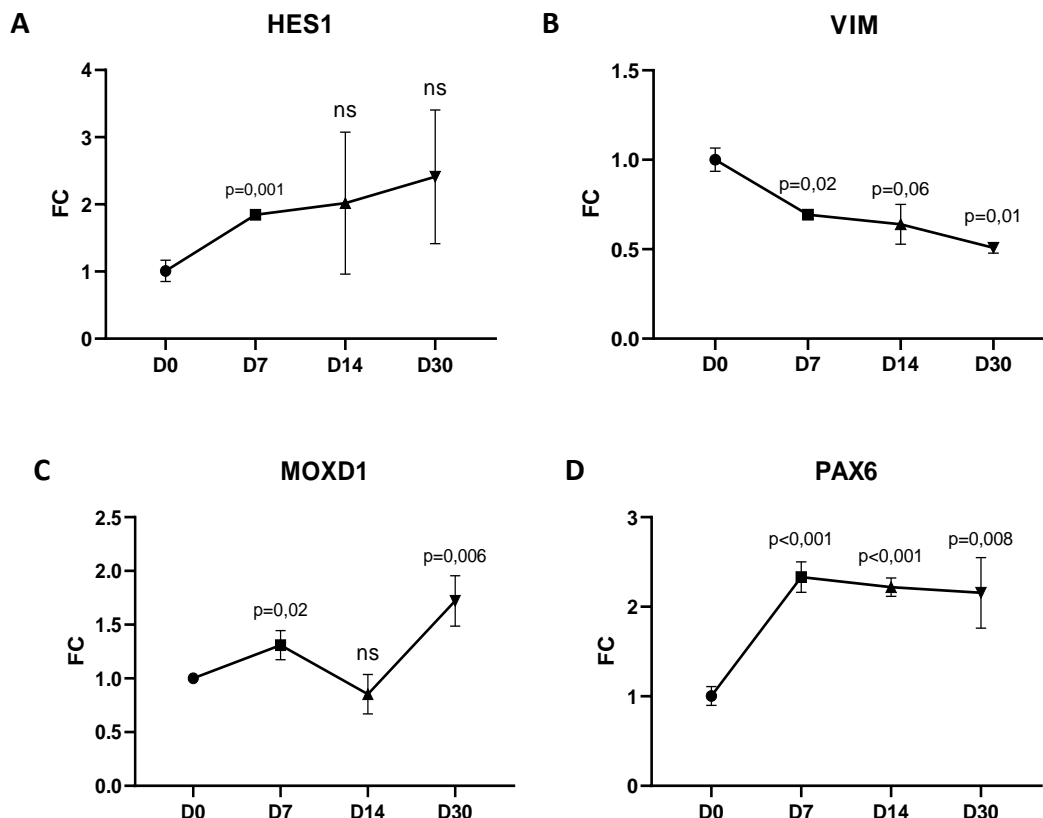 A
HES1
FC
4
3
2
1
0
p=0,001
ns
ns
D0 D7 D14 D30
B
VIM
FC
1.5
1.0
0.5
0.0
p=0,02
p=0,06
p=0,01
D0 D7 D14 D30
C
MOXD1
FC
2.5
2.0
1.5
1.0
0.5
0.0
p=0,02
ns
p=0,006
D0 D7 D14 D30
D
PAX6
FC
3
2
1
0
p<0,001
p<0,001
p=0,008
D0 D7 D14 D30